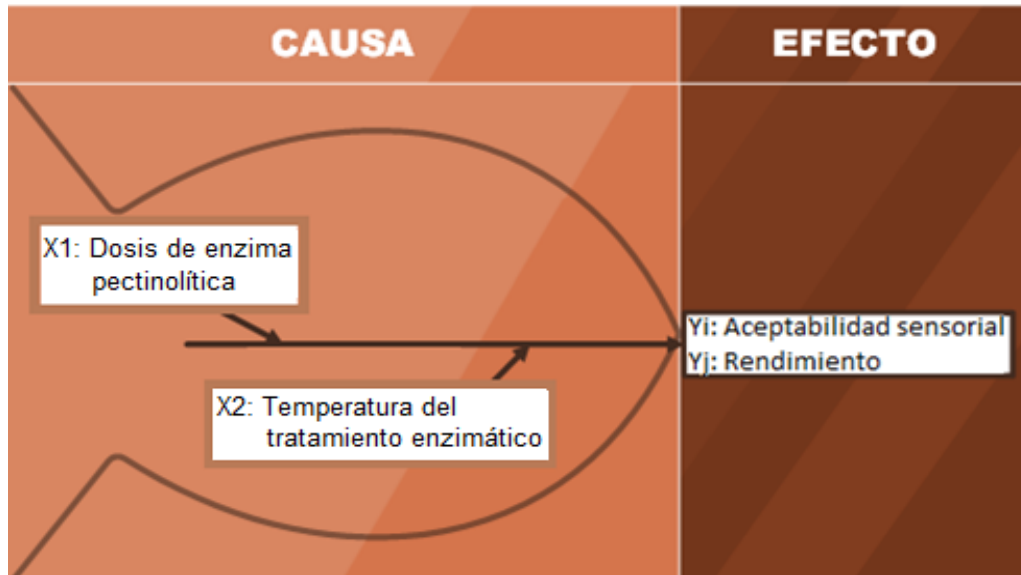 CAUSA
EFECTO
X1: Dosis de enzima
pectinolítica
Yi: Aceptabilidad sensorial
Yj: Rendimiento
X2: Temperatura del
tratamiento enzimático